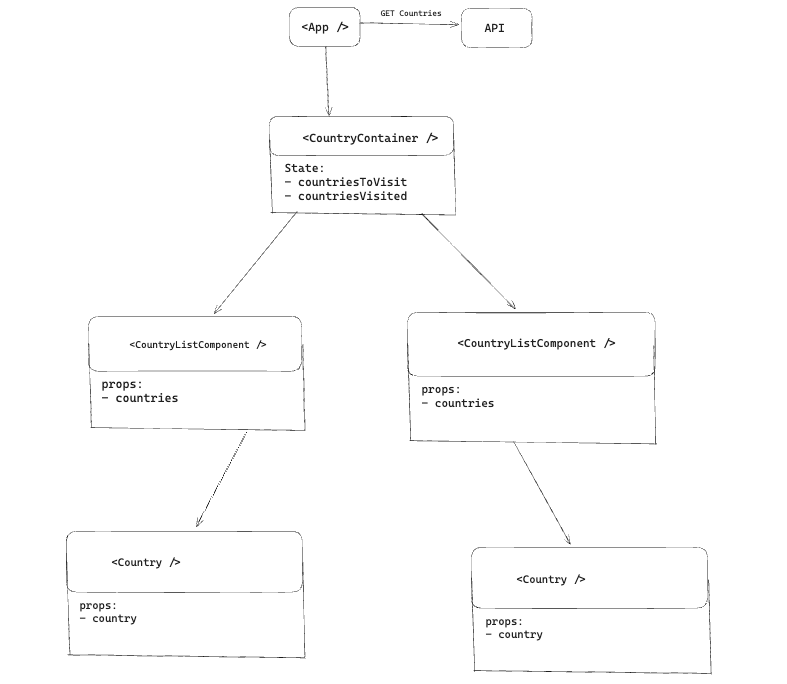 GET Countries
<App />
API
<CountryContainer />
State:
- countriesToVisit
- countriesVisited
<CountryListComponent />
props:
- countries
<CountryListComponent />
props:
- countries
<Country />
props:
- country
<Country />
props:
- country